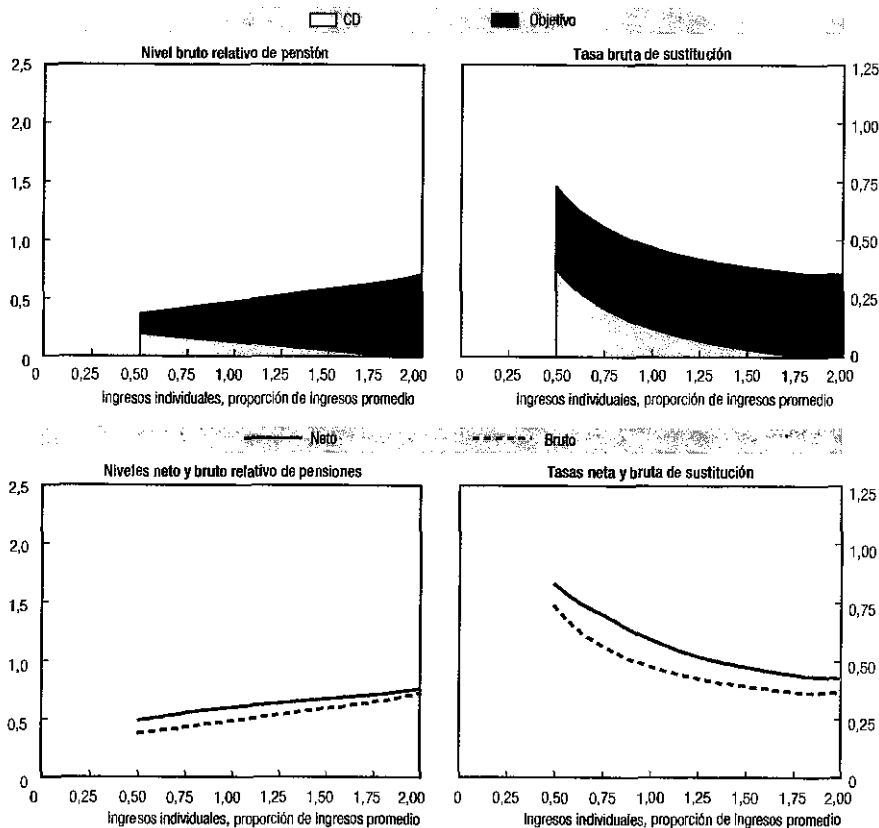 CD Objetivo
Nivel bruto relativo de pensión Tasa bruta de sustitución
2,5 1,25
2,0 1,00
1,5 0,75
1,0 0,50
0,5 0,25
0 0
0 0,25 0,50 0,75 1,00 1,25 1,50 1,75 2,00 0 0,25 0,50 0,75 1,00 1,25 1,50 1,75 2,00
Ingresos individuales, proporción de ingresos promedio Ingresos individuales, proporción de ingresos promedio
Neto Bruto
Niveles neto y bruto relativo de pensiones Tasas neta y bruta de sustitución
2,5 1,25
2,0 1,00
1,5 0,75
1,0 0,50
0,5 0,25
0 0
0 0,25 0,50 0,75 1,00 1,25 1,50 1,75 2,00 0 0,25 0,50 0,75 1,00 1,25 1,50 1,75 2,00
Ingresos individuales, proporción de ingresos promedio Ingresos individuales, proporción de ingresos promedio